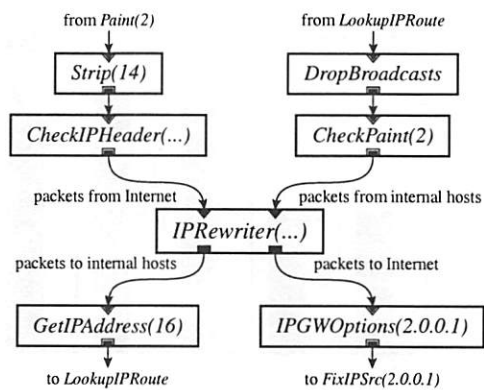 from Paint(2)
from LookupIPRoute
Strip(14)
DropBroadcasts
CheckIPHeader(...)
CheckPaint(2)
packets from Internet
packets from internal hosts
IPRewriter(...)
packets to internal hosts
packets to Internet
GetIPAddress(16)
IPGWOptions(2.0.0.1)
to LookupIPRoute
to FixIPSrc(2.0.0.1)